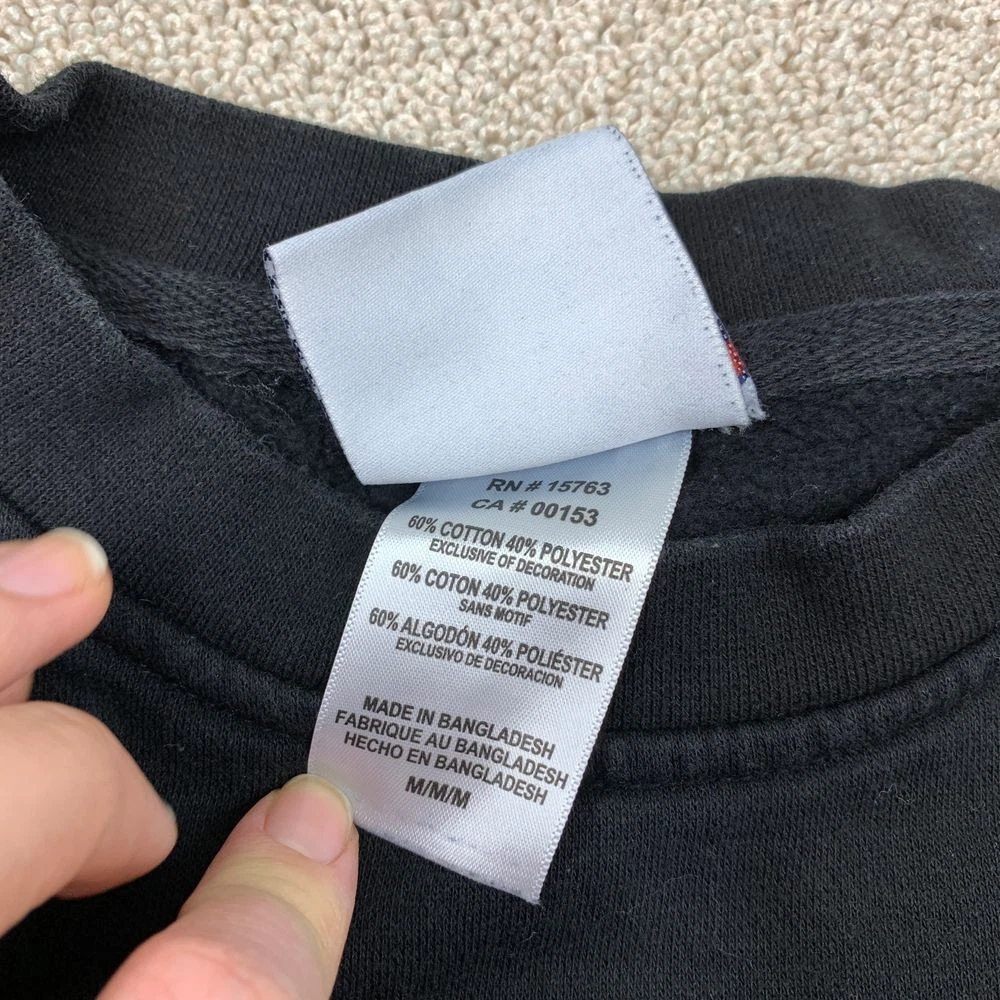 RN # 15763
CA # 00153
60% COTTON 40% POLYESTER
EXCLUSIVE OF DECORATION
60% COTON 40% POLYESTER
SANS MOTIF
60% ALGODÓN 40% POLIÉSTER
EXCLUSIVO DE DECORACION
MADE IN BANGLADESH
FABRIQUE AU BANGLADESH
HECHO EN BANGLADESH
M/M/M